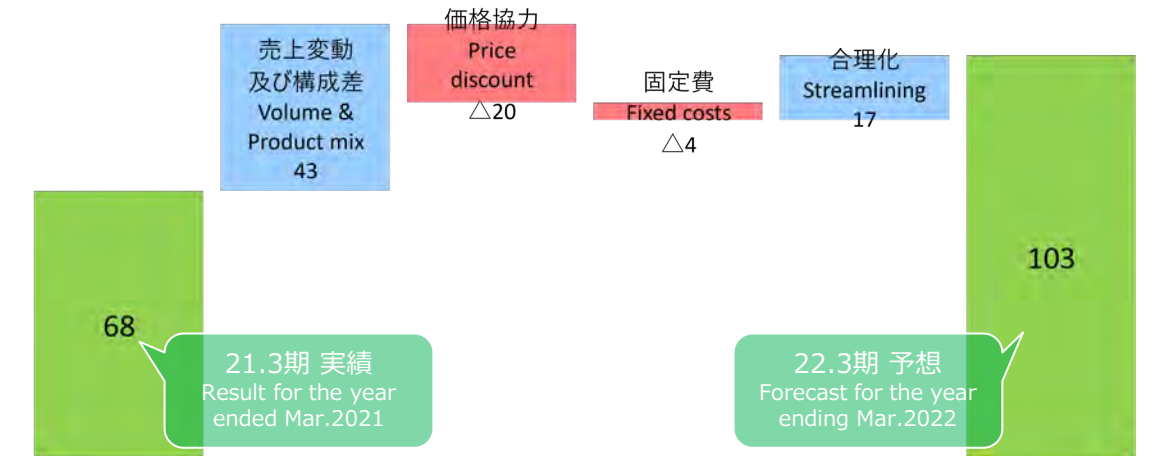 売上変動
及び構成差
Volume &
Product mix
43
価格協力
Price
discount
△20
固定費
Fixed costs
△4
合理化
Streamlining
17
68
21.3期 実績
Result for the year
ended Mar.2021
103
22.3期 予想
Forecast for the year
ending Mar.2022